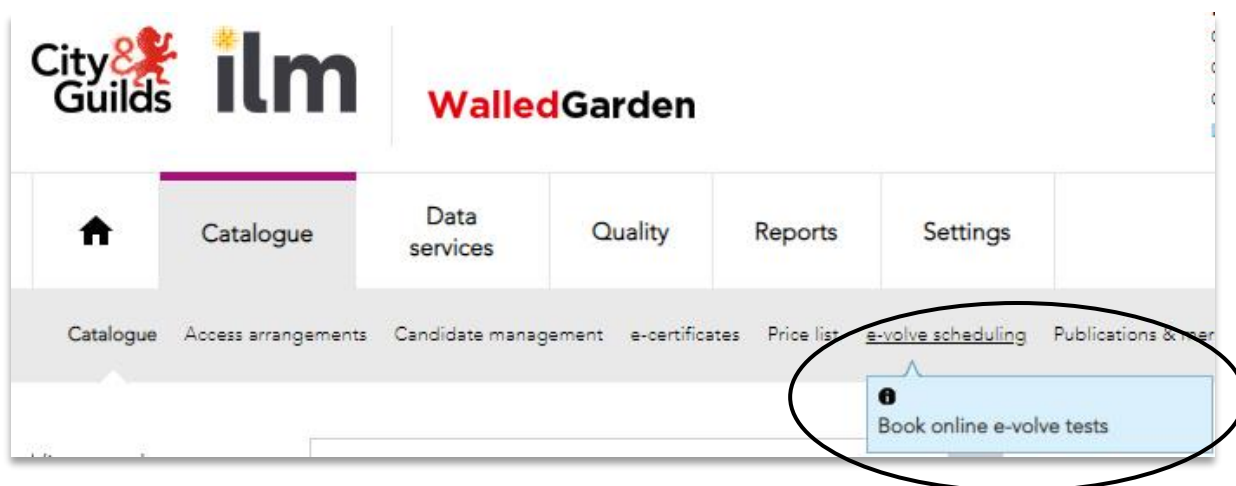 City & Guilds ilm
WalledGarden
Catalogue
Data services
Quality
Reports
Settings
Catalogue Access arrangements Candidate management e-certificates Price list e-volve scheduling Publications &
Book online e-volve tests